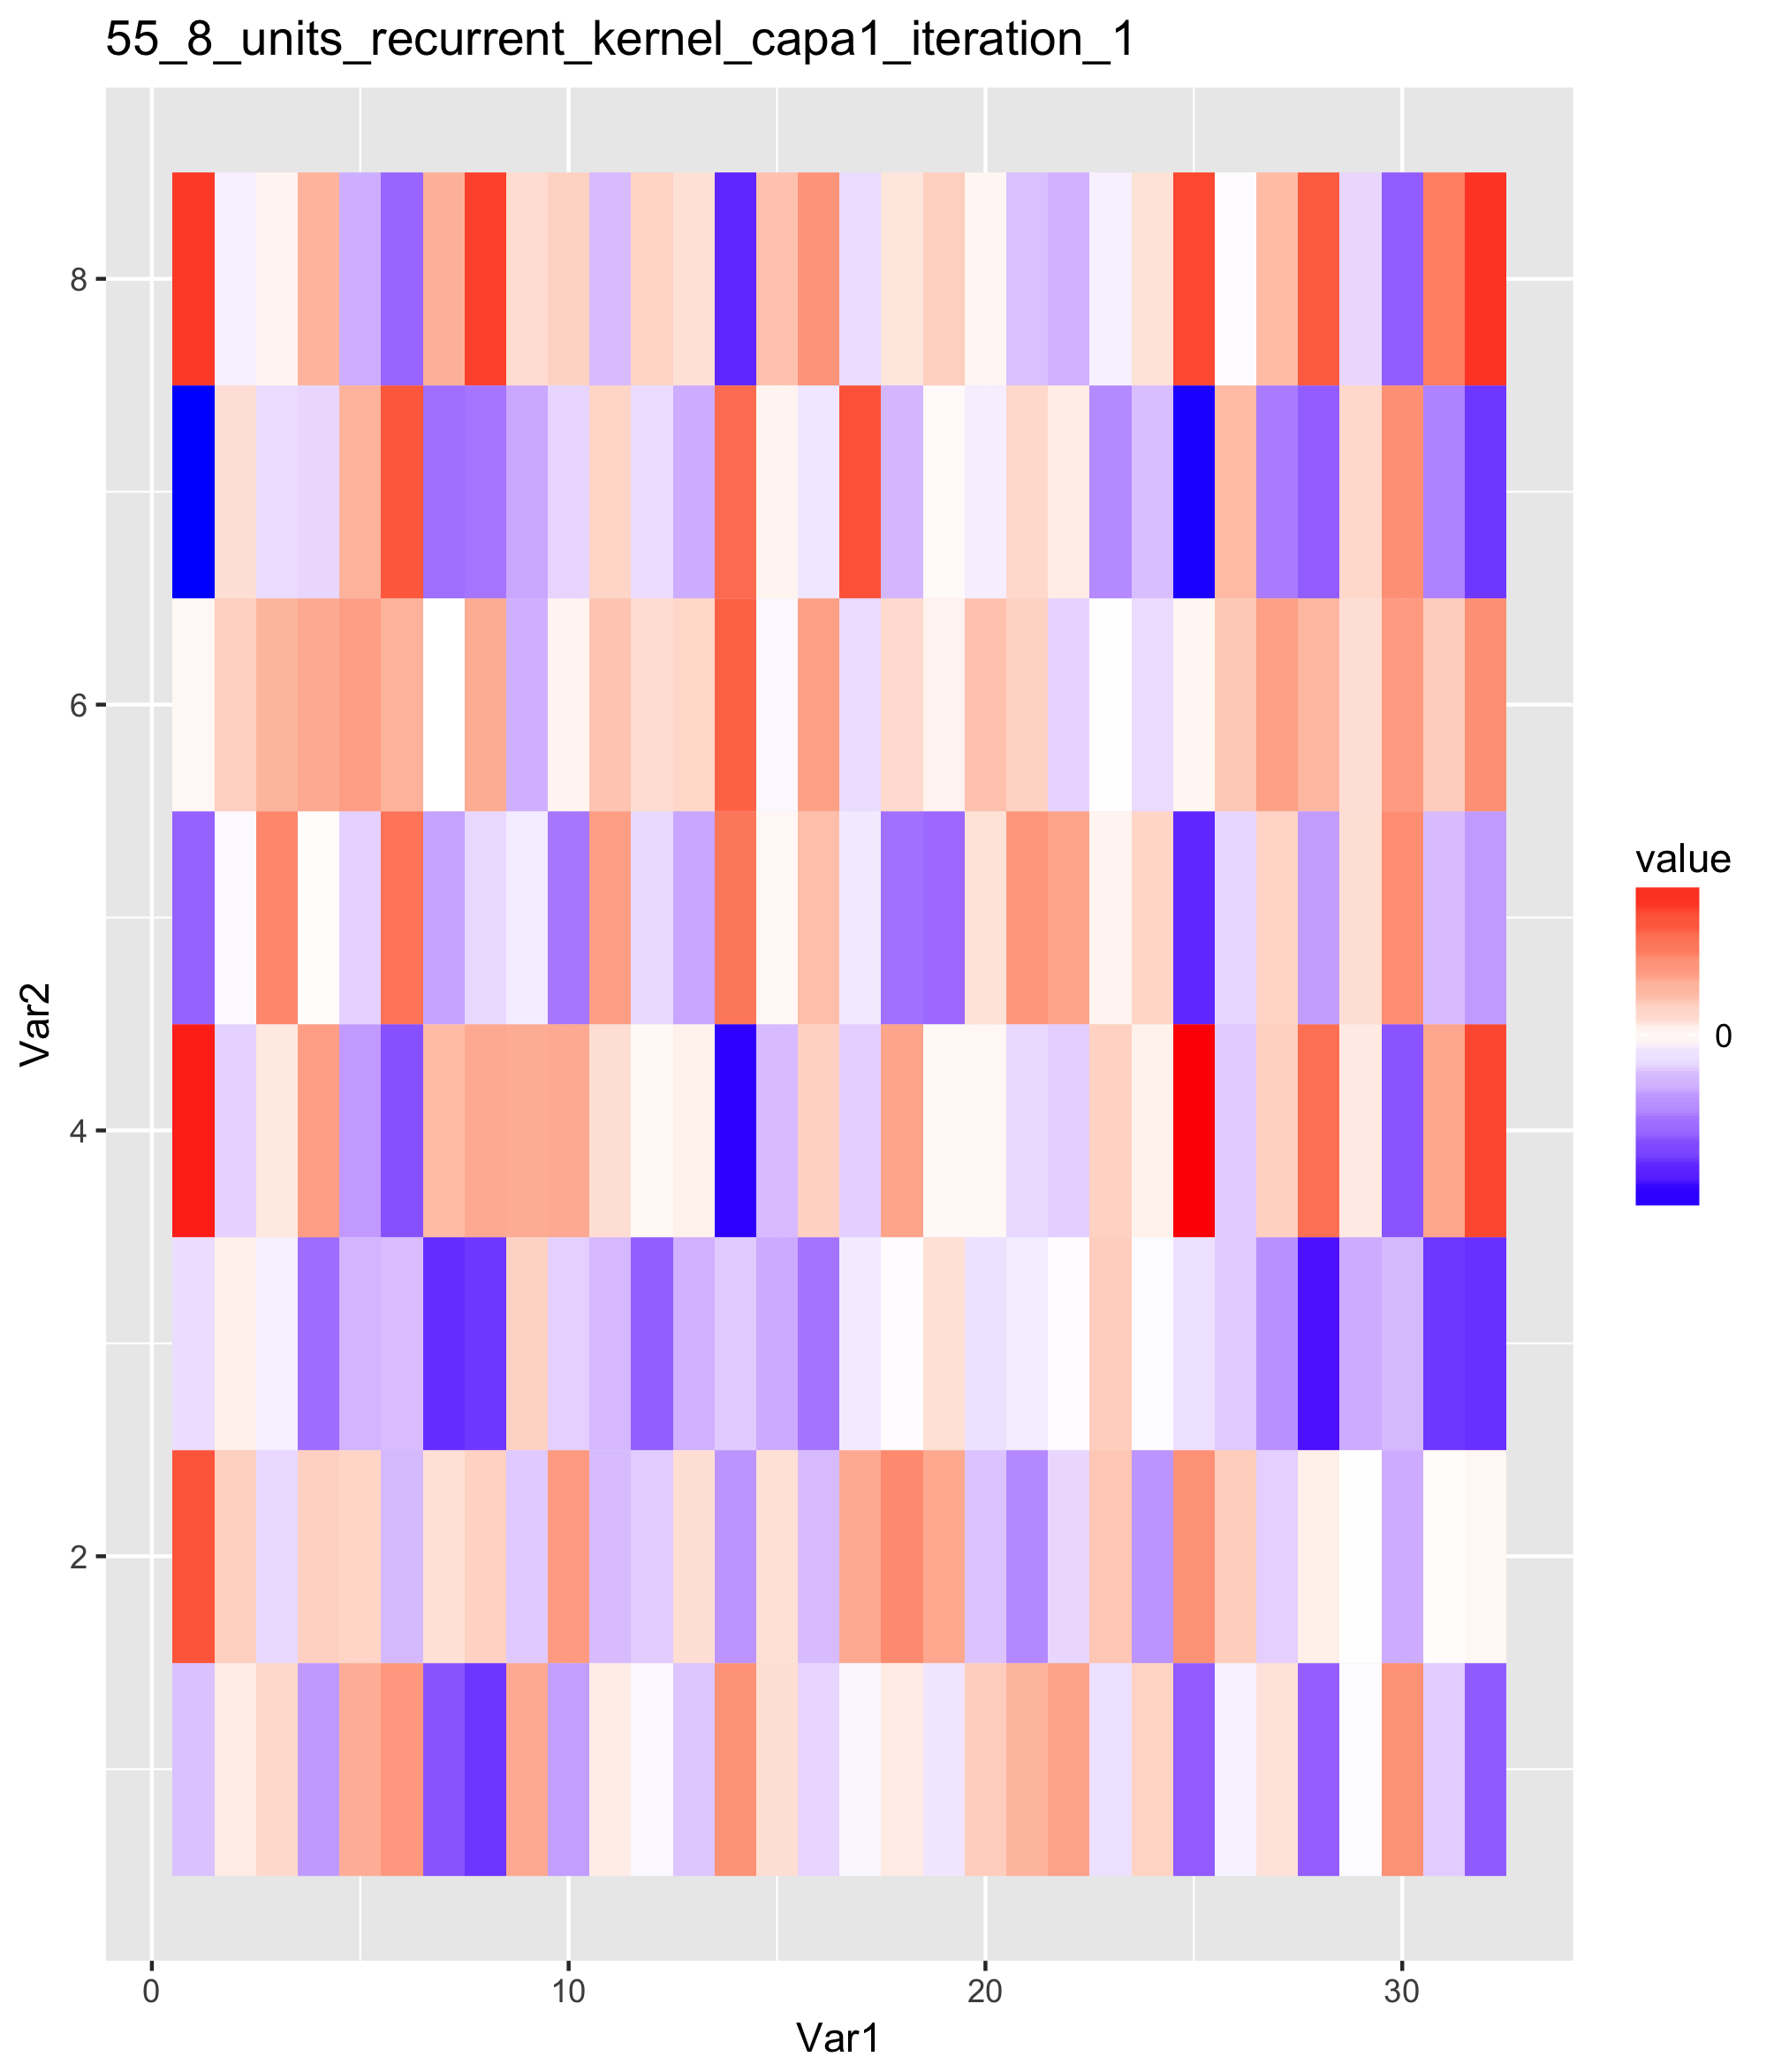 55_8_units_recurrent_kernel_capa1_iteration_1
8
6
4
2
Var2
0
10
20
30
Var1
value
0